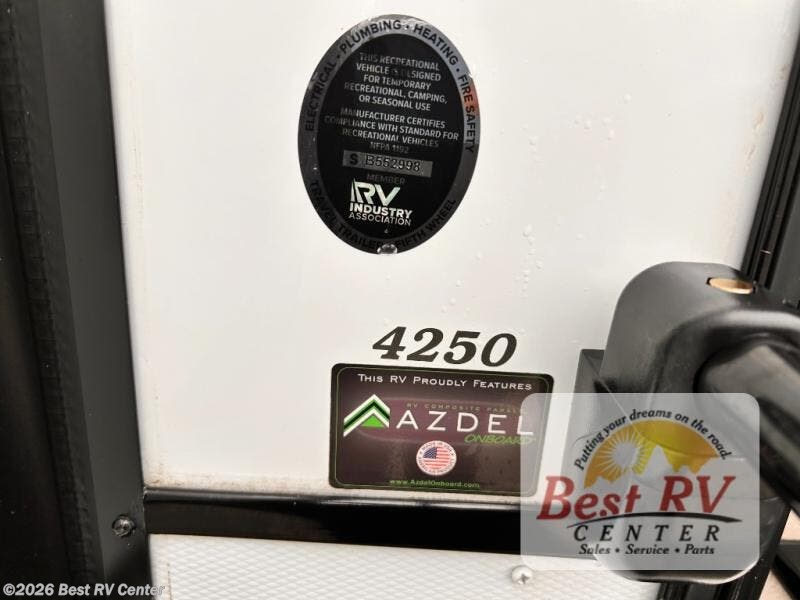 ELECTRICAL • PLUMBING • HEATING • FIRE SAFETY
THIS RECREATIONAL
VEHICLE IS DESIGNED
FOR TEMPORARY
RECREATIONAL, CAMPING,
OR SEASONAL USE
MANUFACTURER CERTIFIES
COMPLIANCE WITH STANDARD FOR
RECREATIONAL VEHICLES
NFPA 1192
$ B552998
MEMBER
RV
INDUSTRY
ASSOCIATION
TRAVEL TRAILER - FIFTH WHEEL
4250
THIS RV PROUDLY FEATURES
RV COMPOSITE PANELS
AZDEL
ONBOARD
MADE IN USA
www.AzdelOnboard.com
Putting your dreams on the road.
Best RV
CENTER
Sales • Service • Parts
©2026 Best RV Center